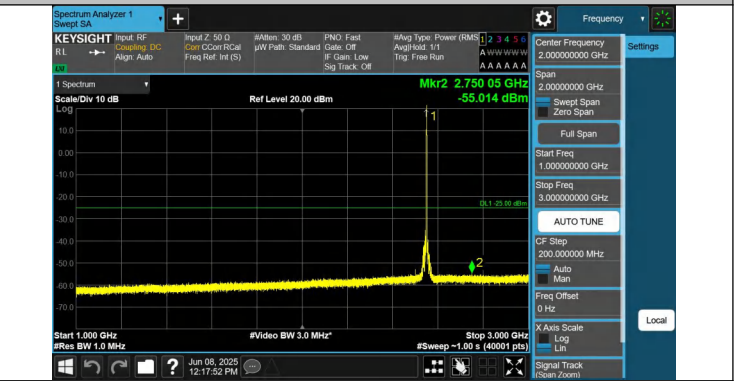 Spectrum Analyzer 1
Swept SA
+
Frequency
KEYSIGHT
RL
Input: RF
Coupling: DC
Align: Auto
Input Z: 50 Ω
Corr CCorr RCal
Freq Ref: Int (S)
#Atten: 30 dB
µW Path: Standard
PNO: Fast
Gate: Off
IF Gain: Low
Sig Track: Off
#Avg Type: Power (RMS
Avg|Hold: 1/1
Trig: Free Run
1 2 3 4 5 6
A W W W W W
A A A A A A
1 Spectrum
Scale/Div 10 dB
Log
Ref Level 20.00 dBm
Mkr2 2.750 05 GHz
-55.014 dBm
1
10.0
0.00
-10.0
-20.0
DL1 -25.00 dBm
-30.0
-40.0
2
-50.0
-60.0
-70.0
Start 1.000 GHz
#Res BW 1.0 MHz
#Video BW 3.0 MHz*
Stop 3.000 GHz
#Sweep ~1.00 s (40001 pts)
?
Jun 08, 2025
12:17:52 PM
Center Frequency
2.000000000 GHz
Settings
Span
2.00000000 GHz
Swept Span
Zero Span
Full Span
Start Freq
1.000000000 GHz
Stop Freq
3.000000000 GHz
AUTO TUNE
CF Step
200.000000 MHz
Auto
Man
Freq Offset
0 Hz
X Axis Scale
Log
Lin
Local
Signal Track
(Span Zoom)